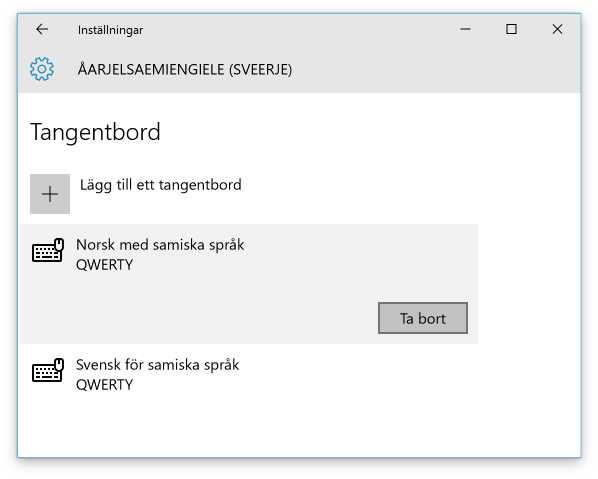 Inställningar
ÅARJELSAEMIENGIELE (SVEERJE)
Tangentbord
Lägg till ett tangentbord
Norsk med samiska språk
QWERTY
Ta bort
Svensk för samiska språk
QWERTY